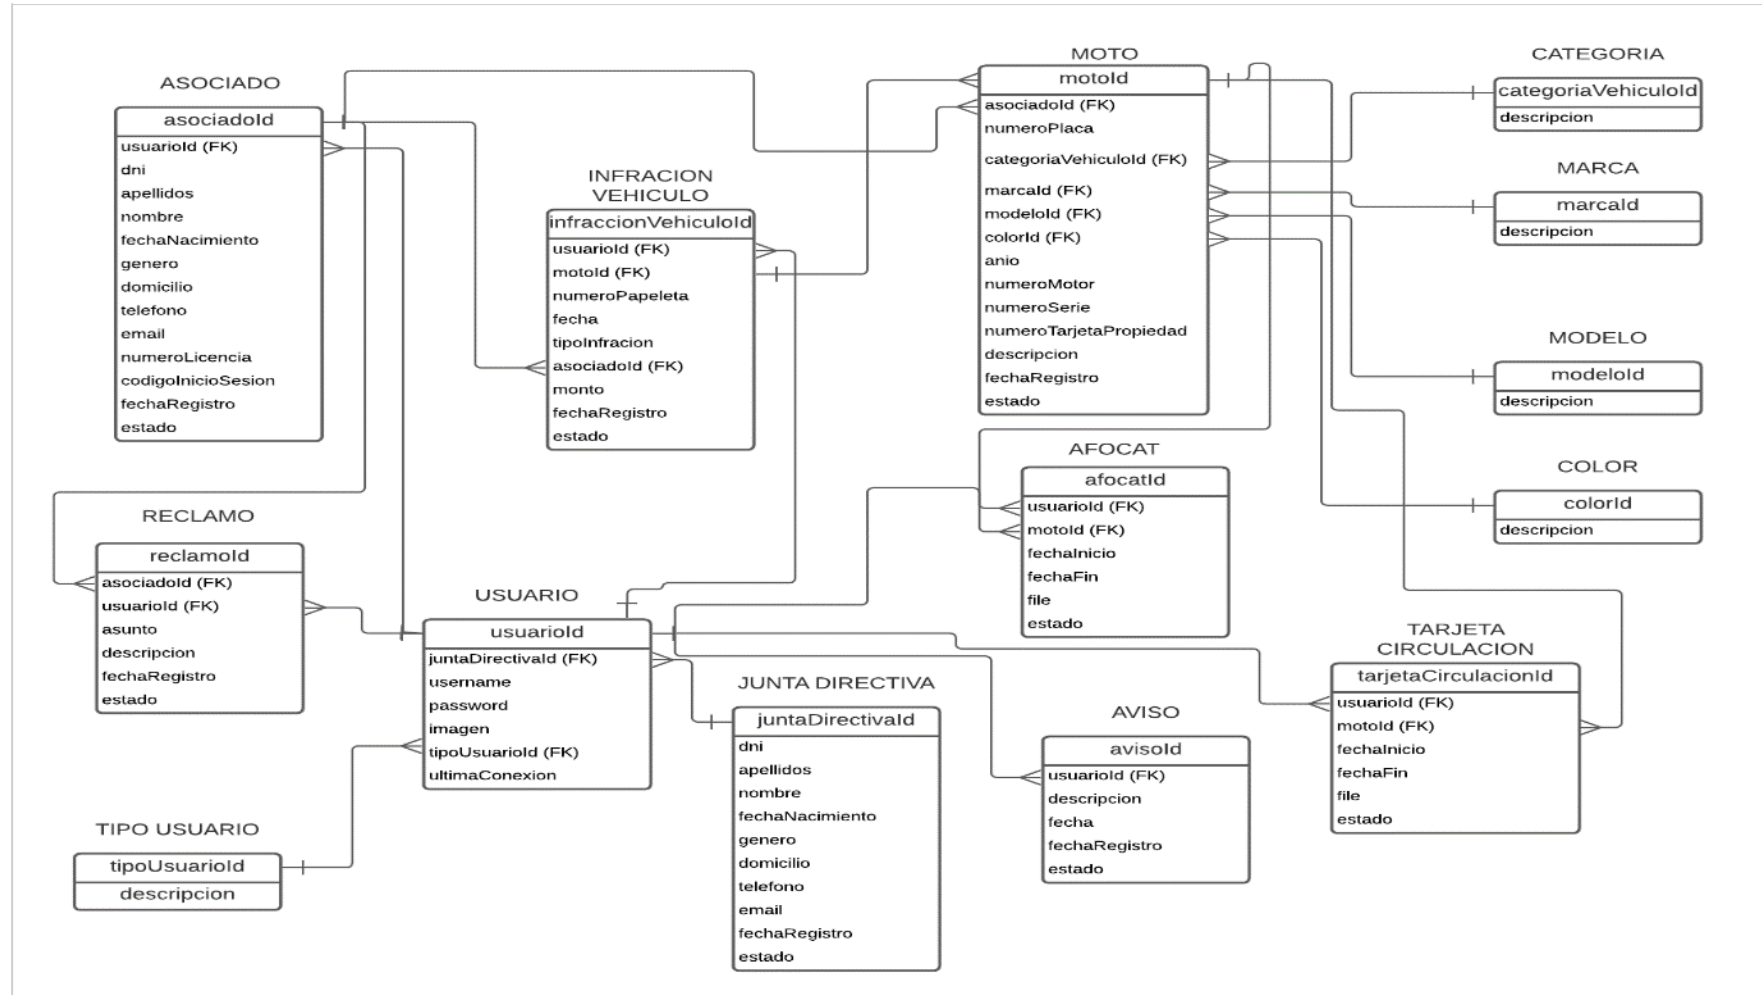 ASOCIADO
asociadoId
usuarioId (FK)
dni
apellidos
nombre
fechaNacimiento
genero
domicilio
telefono
email
numeroLicencia
codigoInicioSesion
fechaRegistro
estado
INFRACION
VEHICULO
infraccionVehiculoId
usuarioId (FK)
motoId (FK)
numeroPapeleta
fecha
tipoInfracion
asociadoId (FK)
monto
fechaRegistro
estado
MOTO
motoId
asociadoId (FK)
numeroPlaca
categoriaVehiculoId (FK)
marcaId (FK)
modeloId (FK)
colorId (FK)
anio
numeroMotor
numeroSerie
numeroTarjetaPropiedad
descripcion
fechaRegistro
estado
CATEGORIA
categoriaVehiculoId
descripcion
MARCA
marcaId
descripcion
MODELO
modeloId
descripcion
COLOR
colorId
descripcion
AFOCAT
afocatId
usuarioId (FK)
motoId (FK)
fechaInicio
fechaFin
file
estado
RECLAMO
reclamoId
asociadoId (FK)
usuarioId (FK)
asunto
descripcion
fechaRegistro
estado
USUARIO
usuarioId
juntaDirectivaId (FK)
username
password
imagen
tipoUsuarioId (FK)
ultimaConexion
TIPO USUARIO
tipoUsuarioId
descripcion
JUNTA DIRECTIVA
juntaDirectivaId
dni
apellidos
nombre
fechaNacimiento
genero
domicilio
telefono
email
fechaRegistro
estado
AVISO
avisoId
usuarioId (FK)
descripcion
fecha
fechaRegistro
estado
TARJETA
CIRCULACION
tarjetaCirculacionId
usuarioId (FK)
motoId (FK)
fechaInicio
fechaFin
file
estado